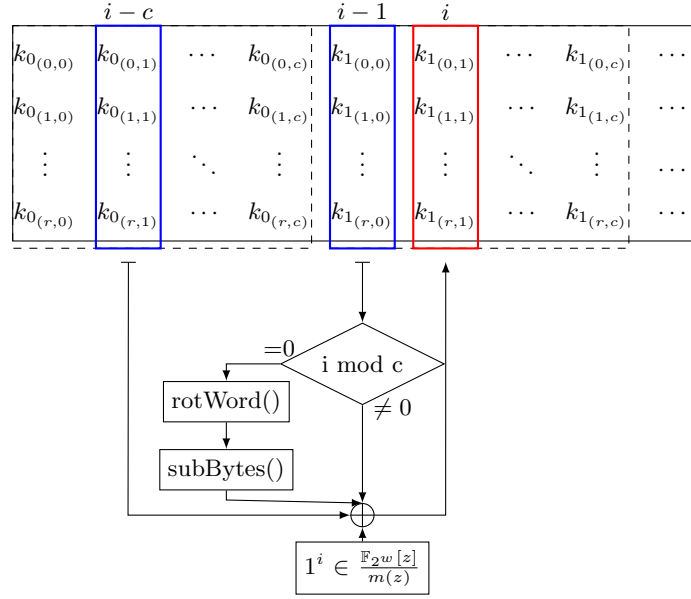 i − c i − 1 i
k₀₍₀,₀₎ k₀₍₀,₁₎ ⋯ k₀₍₀,c₎ k₁₍₀,₀₎ k₁₍₀,₁₎ ⋯ k₁₍₀,c₎ ⋯
k₀₍₁,₀₎ k₀₍₁,₁₎ ⋯ k₀₍₁,c₎ k₁₍₁,₀₎ k₁₍₁,₁₎ ⋯ k₁₍₁,c₎ ⋯
⋮ ⋮ ⋱ ⋮ ⋮ ⋮ ⋱ ⋮ ⋯
k₀₍r,₀₎ k₀₍r,₁₎ ⋯ k₀₍r,c₎ k₁₍r,₀₎ k₁₍r,₁₎ ⋯ k₁₍r,c₎ ⋯
=0
i mod c
≠ 0
rotWord()
subBytes()
1^i ∈ 𝔽_{2^w}[z] / m(z)